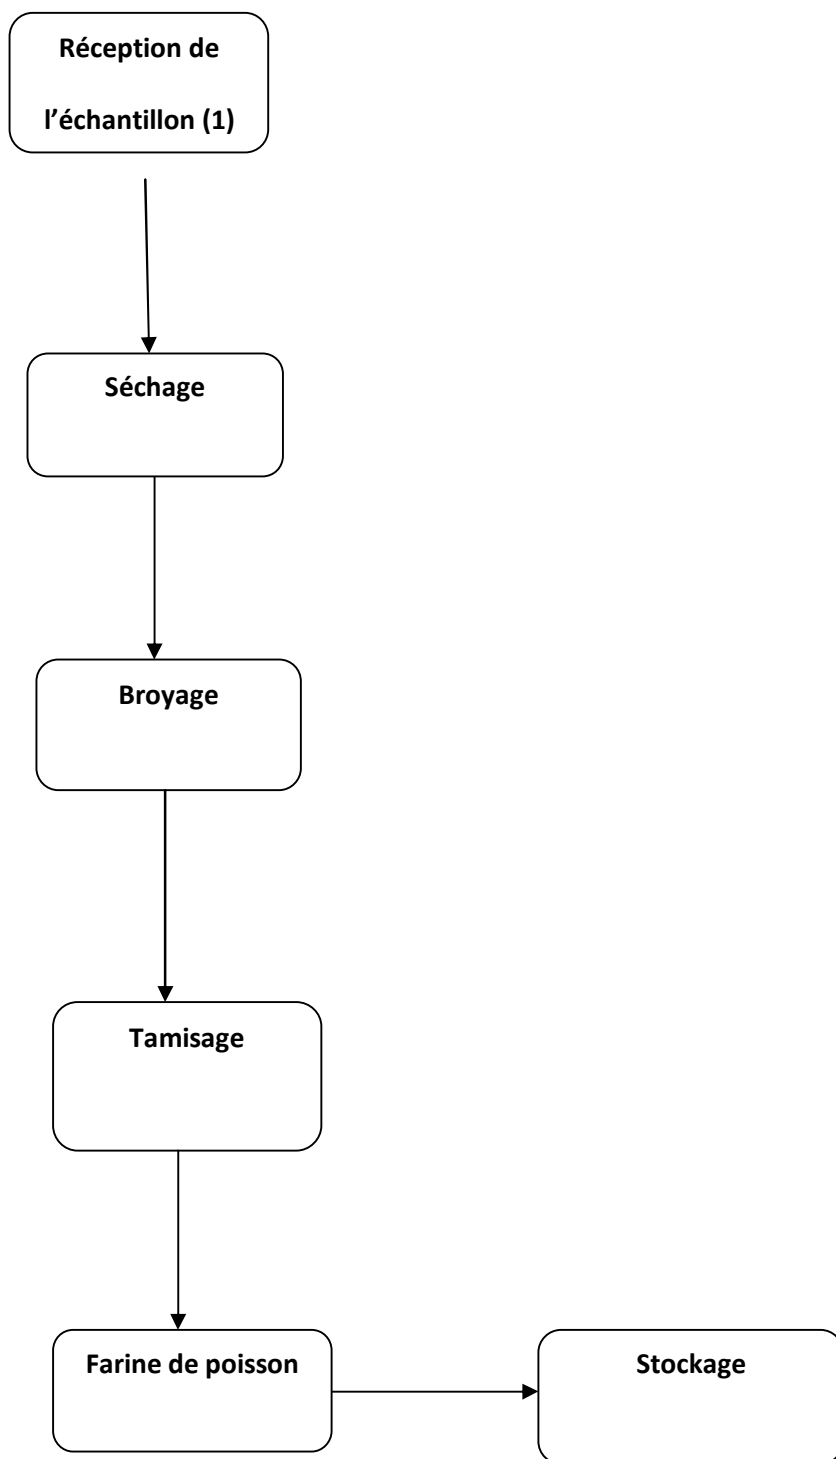 Réception de
l’échantillon (1)
Séchage
Broyage
Tamisage
Farine de poisson
Stockage